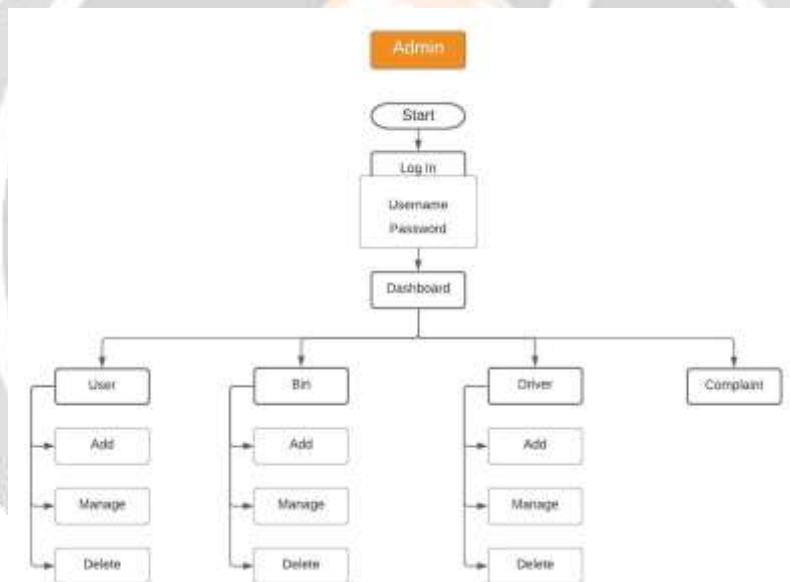 Admin
Start
Log In
Username
Password
Dashboard
User
Bin
Driver
Complaint
Add
Add
Add
Manage
Manage
Manage
Delete
Delete
Delete